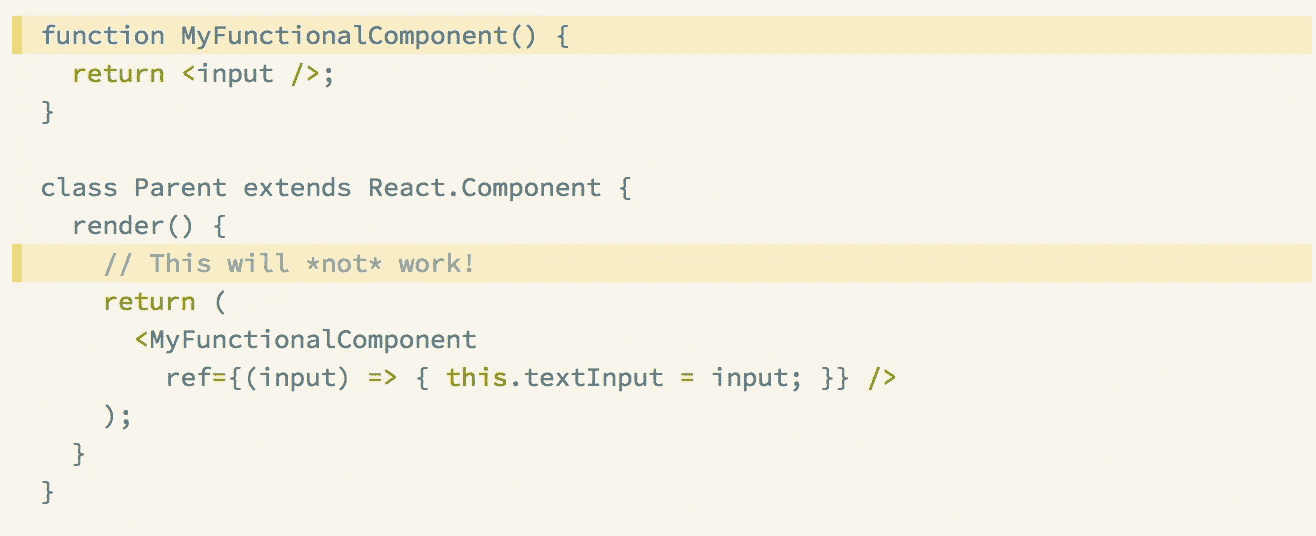 function MyFunctionalComponent() {
  return <input />;
}

class Parent extends React.Component {
  render() {
    // This will *not* work!
    return (
      <MyFunctionalComponent
        ref={(input) => { this.textInput = input; }} />
    );
  }
}